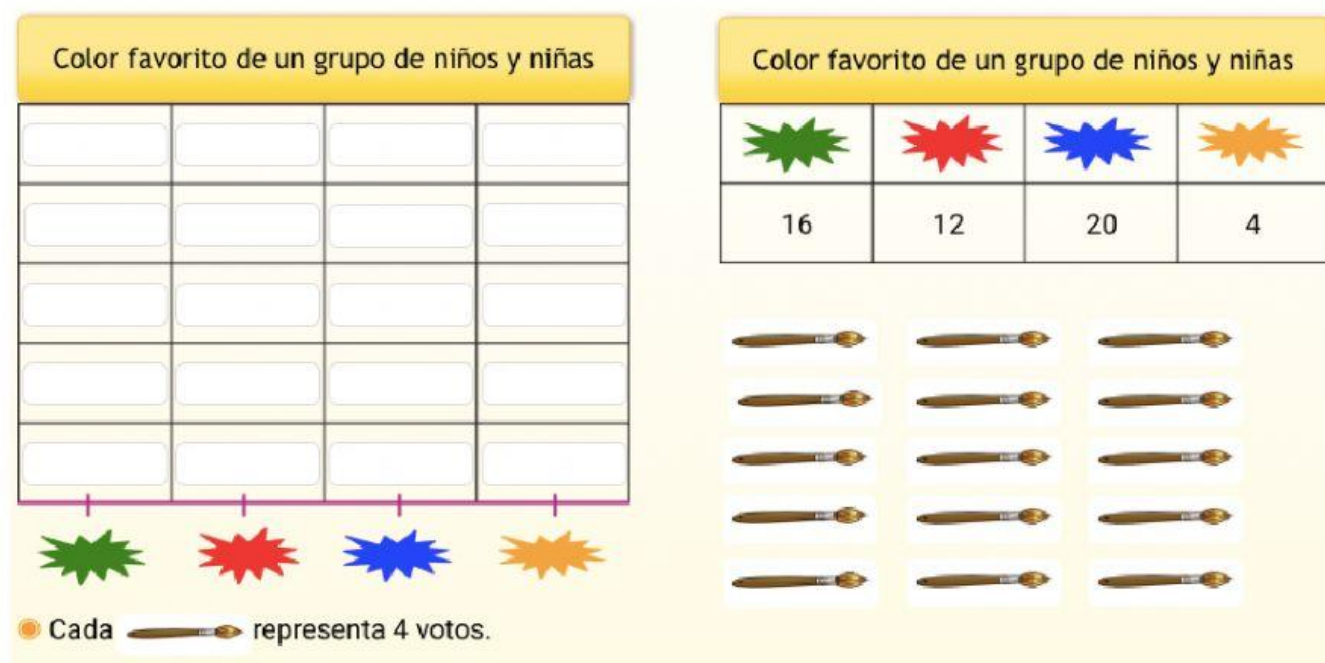 Color favorito de un grupo de niños y niñas
Cada representa 4 votos.
Color favorito de un grupo de niños y niñas
16 12 20 4